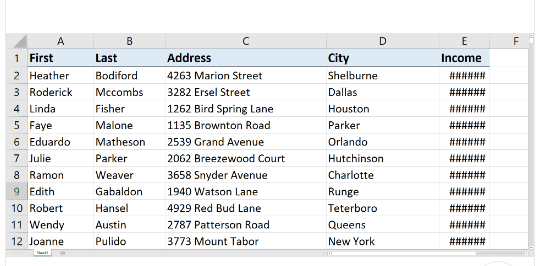 A B C D E F
1 First Last Address City Income
2 Heather Bodiford 4263 Marion Street Shelburne ######
3 Roderick Mccombs 3282 Ersel Street Dallas ######
4 Linda Fisher 1262 Bird Spring Lane Houston ######
5 Faye Malone 1135 Brownton Road Parker ######
6 Eduardo Matheson 2539 Grand Avenue Orlando ######
7 Julie Parker 2062 Breezewood Court Hutchinson ######
8 Ramon Weaver 3658 Snyder Avenue Charlotte ######
9 Edith Gabaldon 1940 Watson Lane Runge ######
10 Robert Hansel 4929 Red Bud Lane Teterboro ######
11 Wendy Austin 2787 Patterson Road Queens ######
12 Joanne Pulido 3773 Mount Tabor New York ######
Sheet1